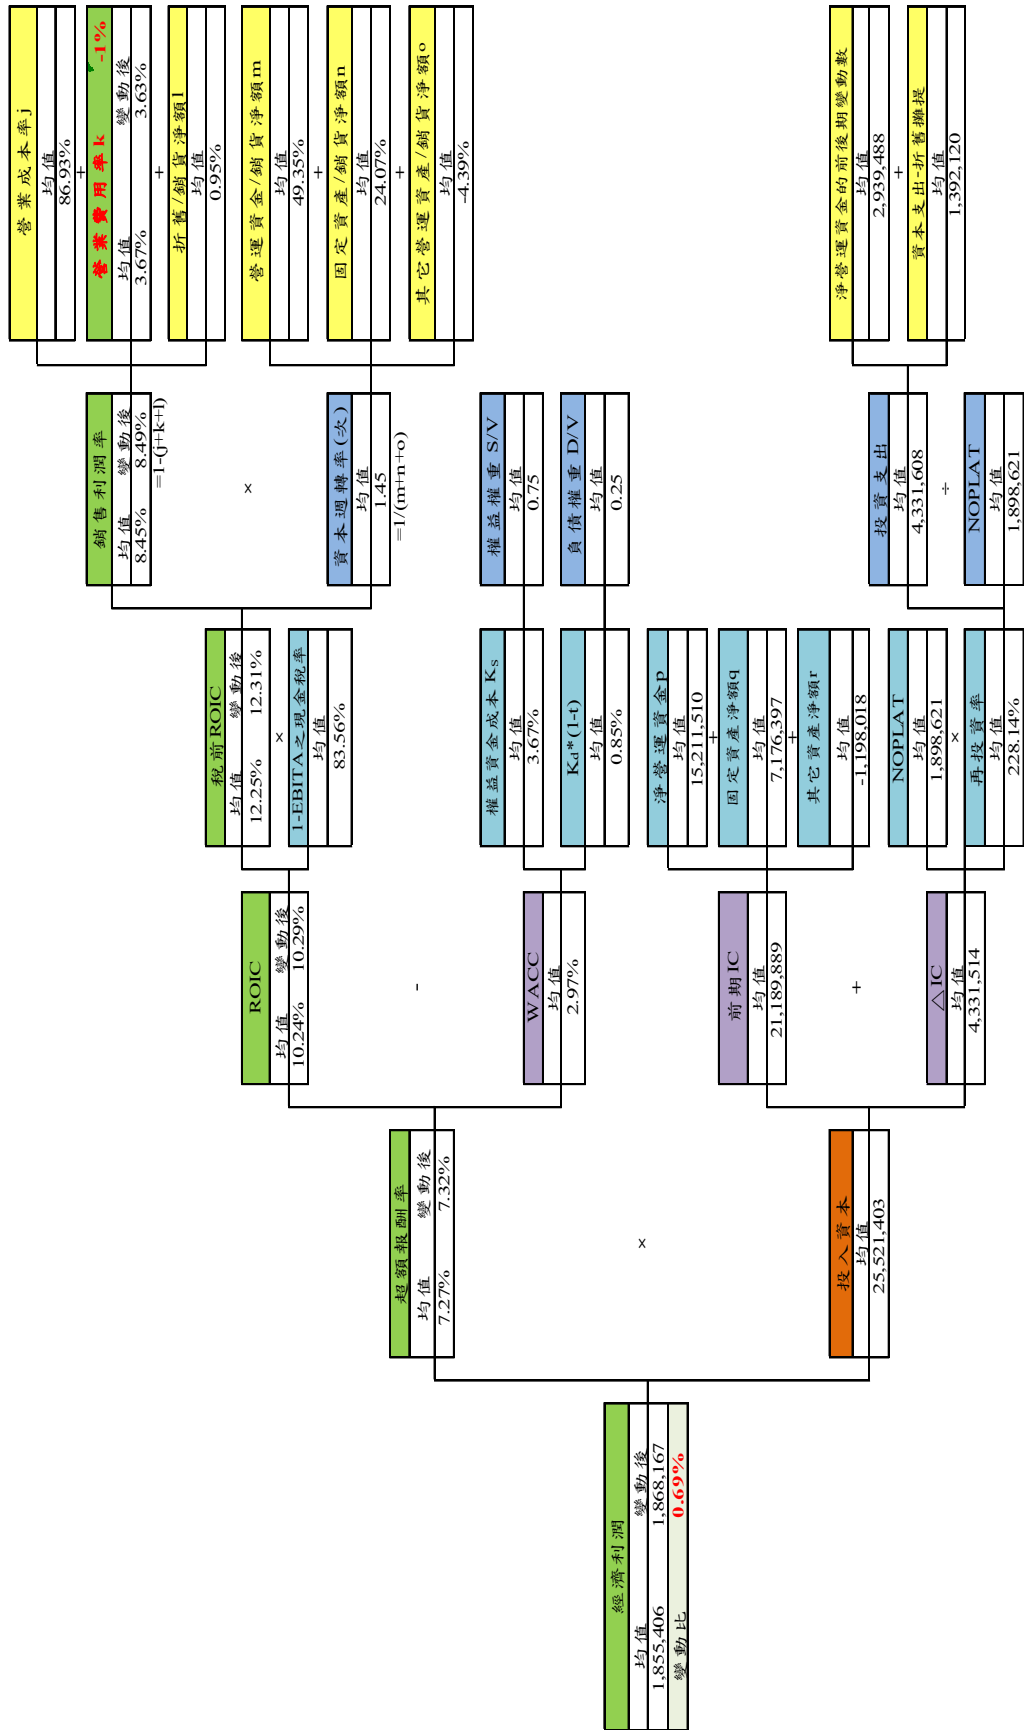 經濟利潤
均值 變動後
1,855,406 1,868,167
變動比 0.69%
超額報酬率
均值 變動後
7.27% 7.32%
×
投入資本
均值
25,521,403
ROIC
均值 變動後
10.24% 10.29%
-
WACC
均值
2.97%
前期IC
均值
21,189,889
+
△IC
均值
4,331,514
稅前ROIC
均值 變動後
12.25% 12.31%
×
1-EBITA之現金稅率
均值
83.56%
權益資金成本 Ks
均值
3.67%
Kd*(1-t)
均值
0.85%
淨營運資金p
均值
15,211,510
+
固定資產淨額q
均值
7,176,397
+
其它資產淨額r
均值
-1,198,018
NOPLAT
均值
1,898,621
×
再投資率
均值
228.14%
銷售利潤率
均值 變動後
8.45% 8.49%
=1-(j+k+l)
×
資本週轉率(次)
均值
1.45
=1/(m+n+o)
權益權重 S/V
均值
0.75
負債權重 D/V
均值
0.25
投資支出
均值
4,331,608
÷
NOPLAT
均值
1,898,621
營業成本率j
均值
86.93%
+
營業費用率k -1%
均值 變動後
3.67% 3.63%
+
折舊/銷貨淨額l
均值
0.95%
營運資金/銷貨淨額m
均值
49.35%
+
固定資產/銷貨淨額n
均值
24.07%
+
其它營運資產/銷貨淨額o
均值
-4.39%
淨營運資金的前後期變動數
均值
2,939,488
+
資本支出-折舊攤提
均值
1,392,120